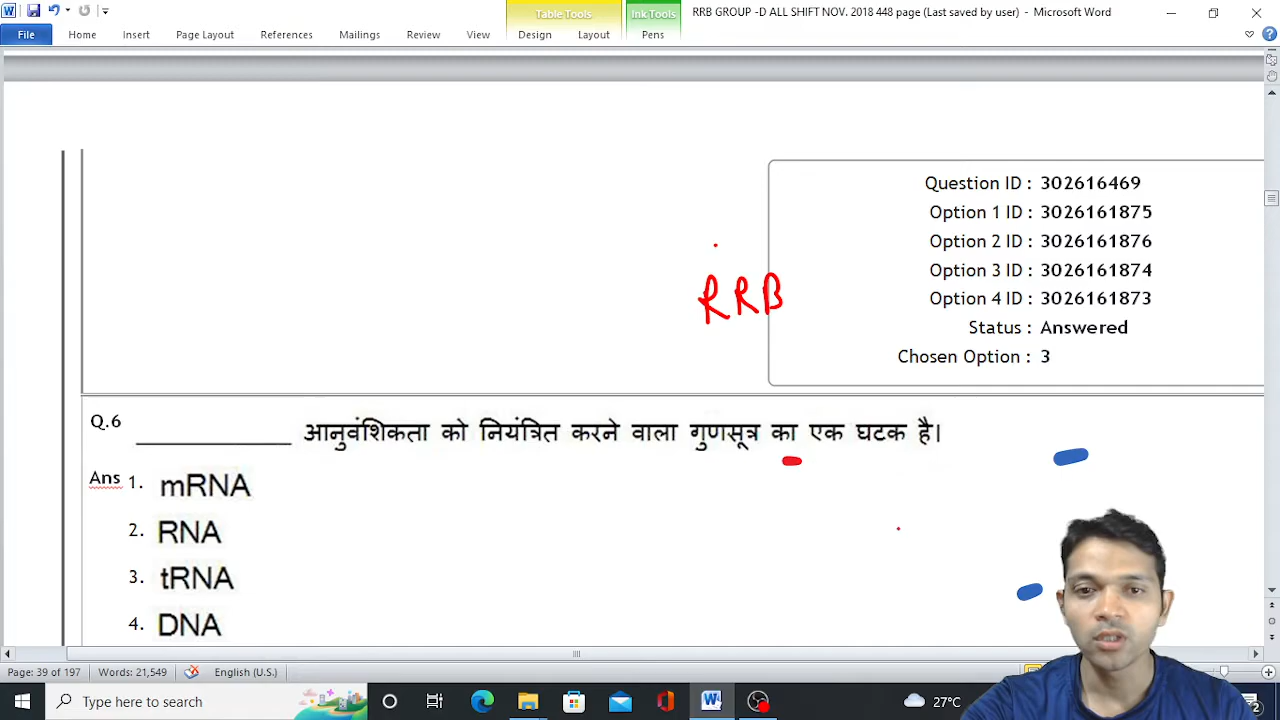 Table Tools
Ink Tools
RRB GROUP -D ALL SHIFT NOV. 2018 448 page (Last saved by user) - Microsoft Word
File Home Insert Page Layout References Mailings Review View Design Layout Pens
Question ID : 302616469
Option 1 ID : 3026161875
Option 2 ID : 3026161876
Option 3 ID : 3026161874
Option 4 ID : 3026161873
Status : Answered
Chosen Option : 3
RRB
Q.6 ____________ आनुवंशिकता को नियंत्रित करने वाला गुणसूत्र का एक घटक है।
Ans 1. mRNA
2. RNA
3. tRNA
4. DNA
Page: 39 of 197 Words: 21,549 English (U.S.)
Type here to search
27°C